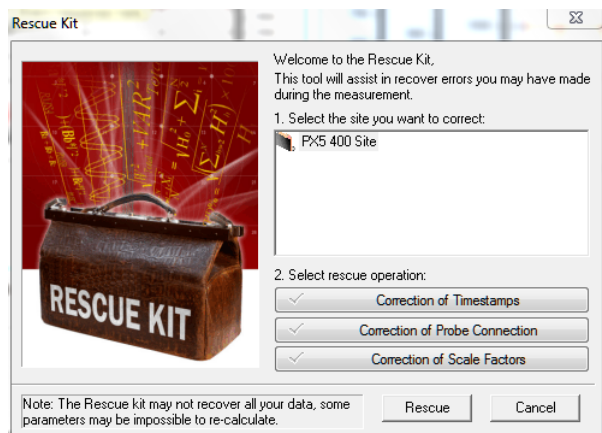 Rescue Kit
Welcome to the Rescue Kit,
This tool will assist in recover errors you may have made
during the measurement.
1. Select the site you want to correct:
PX5 400 Site
2. Select rescue operation:
Correction of Timestamps
Correction of Probe Connection
Correction of Scale Factors
RESCUE KIT
Note: The Rescue kit may not recover all your data, some
parameters may be impossible to re-calculate.
Rescue
Cancel